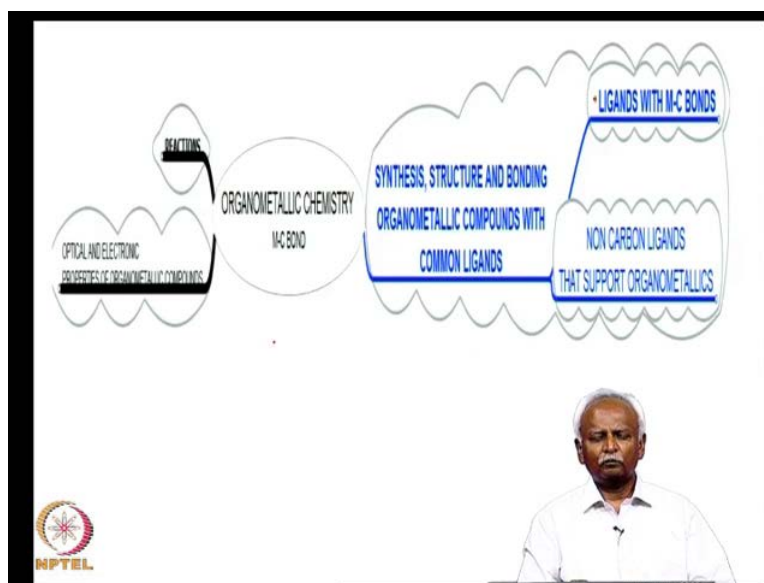 REACTIONS
OPTICAL AND ELECTRONIC
PROPERTIES OF ORGANOMETALLIC COMPOUNDS
ORGANOMETALLIC CHEMISTRY
M-C BOND
SYNTHESIS, STRUCTURE AND BONDING
ORGANOMETALLIC COMPOUNDS WITH
COMMON LIGANDS
* LIGANDS WITH M-C BONDS
NON CARBON LIGANDS
THAT SUPPORT ORGANOMETALLICS
NPTEL